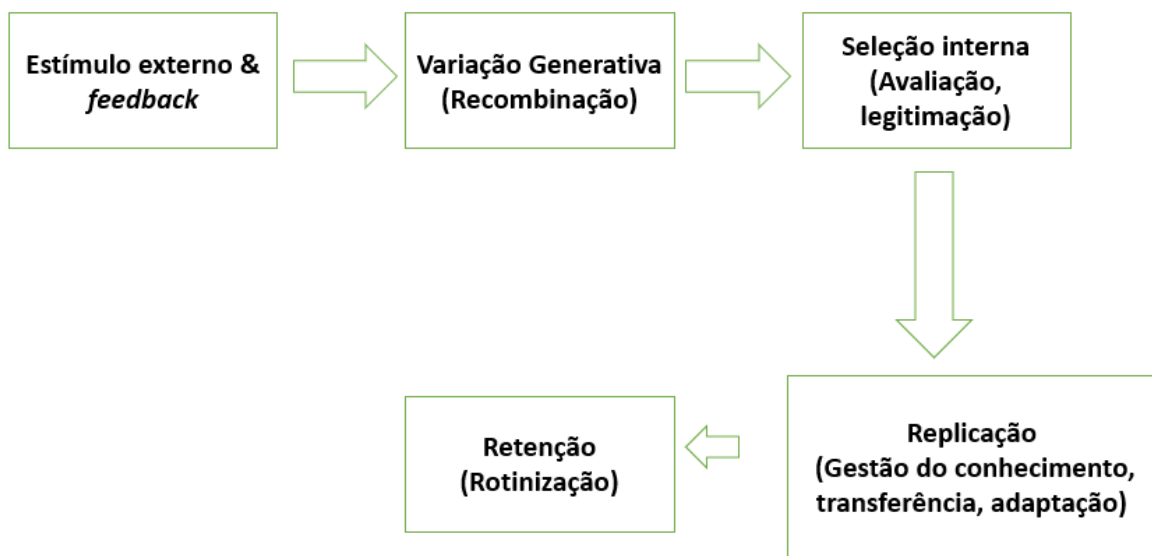 Estímulo externo &
feedback
Variação Generativa
(Recombinação)
Seleção interna
(Avaliação,
legitimação)
Replicação
(Gestão do conhecimento,
transferência, adaptação)
Retenção
(Rotinização)